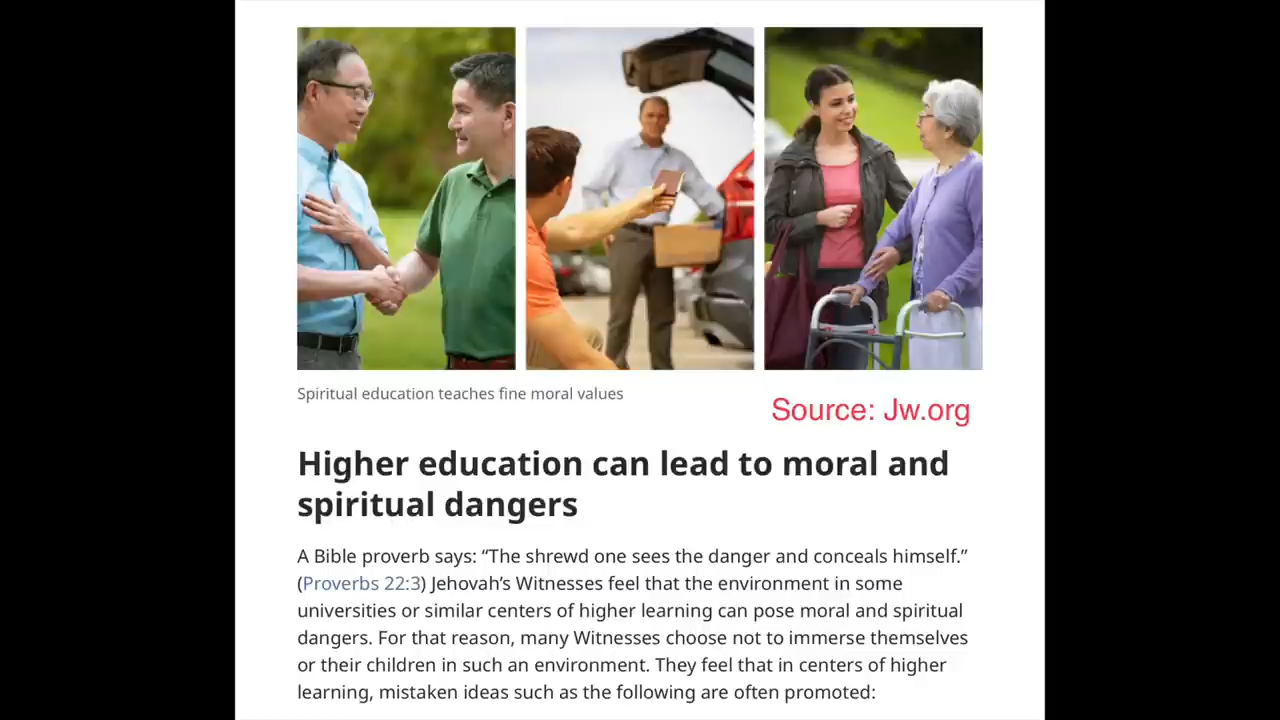 Spiritual education teaches fine moral values
Source: Jw.org
Higher education can lead to moral and
spiritual dangers
A Bible proverb says: “The shrewd one sees the danger and conceals himself.”
(Proverbs 22:3) Jehovah’s Witnesses feel that the environment in some
universities or similar centers of higher learning can pose moral and spiritual
dangers. For that reason, many Witnesses choose not to immerse themselves
or their children in such an environment. They feel that in centers of higher
learning, mistaken ideas such as the following are often promoted: